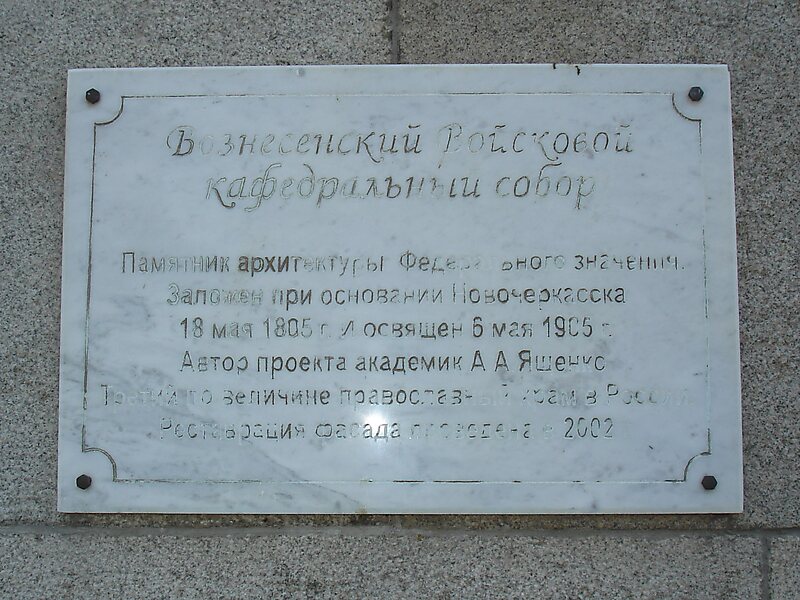 Вознесенский Войсковой
кафедральный собор
Памятник архитектуры Федерального значения.
Заложен при основании Новочеркасска
18 мая 1805 г. и освящен 6 мая 1905 г.
Автор проекта академик А А Ященко
Третий по величине православный храм в России.
Реставрация фасада проведена в 2002